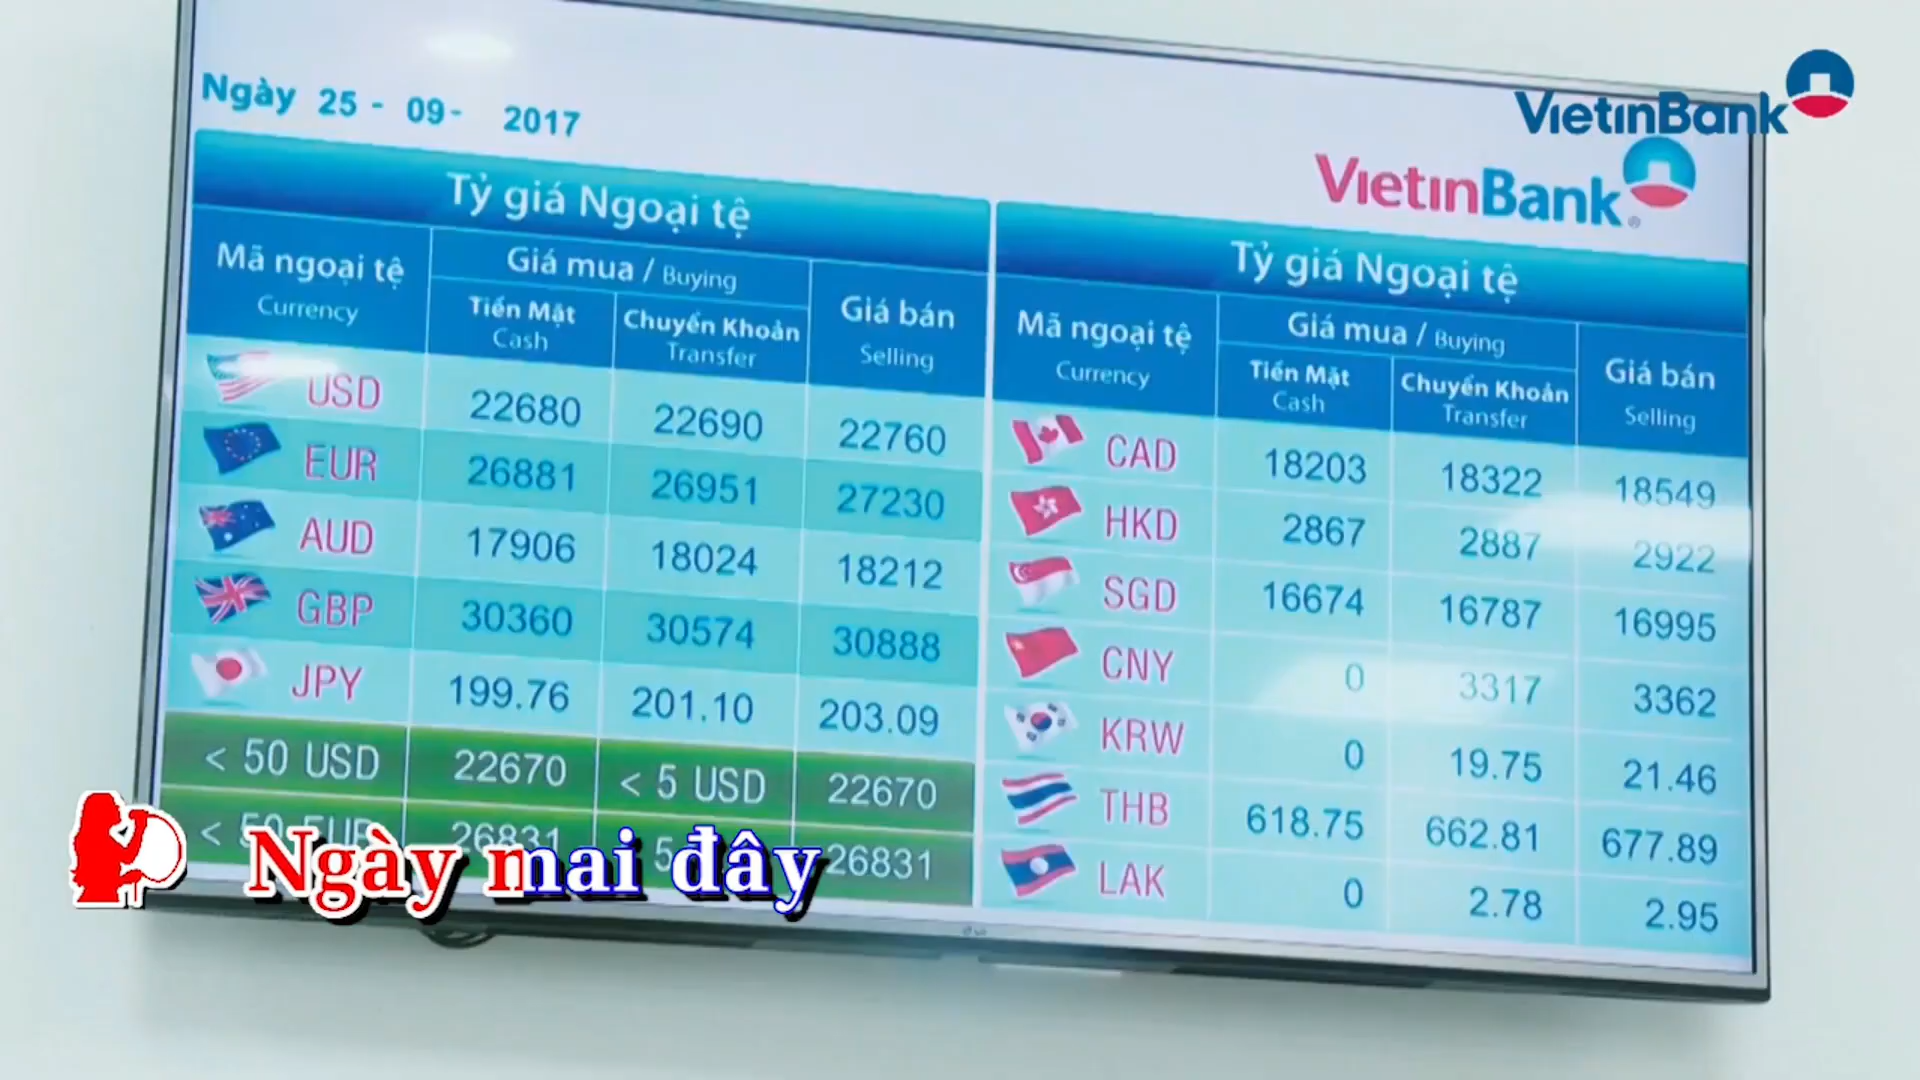 VietinBank
Ngày 25 - 09 - 2017
VietinBank
Tỷ giá Ngoại tệ
Mã ngoại tệ Giá mua / Buying Giá bán
Currency Tiền Mặt Chuyển Khoản Selling
Cash Transfer
USD 22680 22690 22760
EUR 26881 26951 27230
AUD 17906 18024 18212
GBP 30360 30574 30888
JPY 199.76 201.10 203.09
< 50 USD 22670 < 5 USD 22670
< 50 EUR 26831 5 26831
Tỷ giá Ngoại tệ
Mã ngoại tệ Giá mua / Buying Giá bán
Currency Tiền Mặt Chuyển Khoản Selling
Cash Transfer
CAD 18203 18322 18549
HKD 2867 2887 2922
SGD 16674 16787 16995
CNY 0 3317 3362
KRW 0 19.75 21.46
THB 618.75 662.81 677.89
LAK 0 2.78 2.95
LG
Ngày mai đây